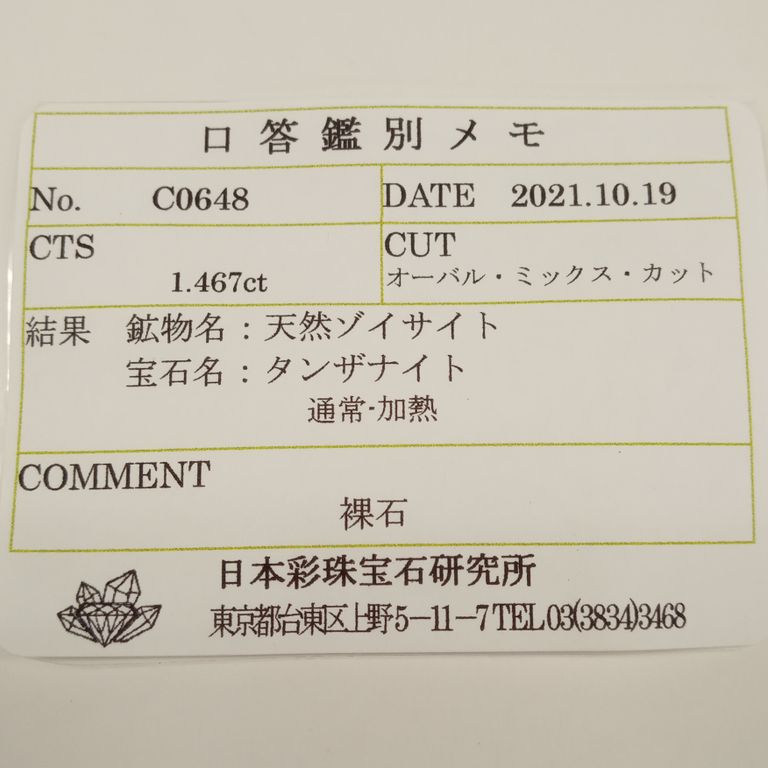 口答鑑別メモ
No. C0648 DATE 2021.10.19
CTS CUT
1.467ct オーバル・ミックス・カット
結果 鉱物名：天然ゾイサイト
宝石名：タンザナイト
通常-加熱
COMMENT
裸石
日本彩珠宝石研究所
東京都台東区上野5−11−7 TEL03(3834)3468